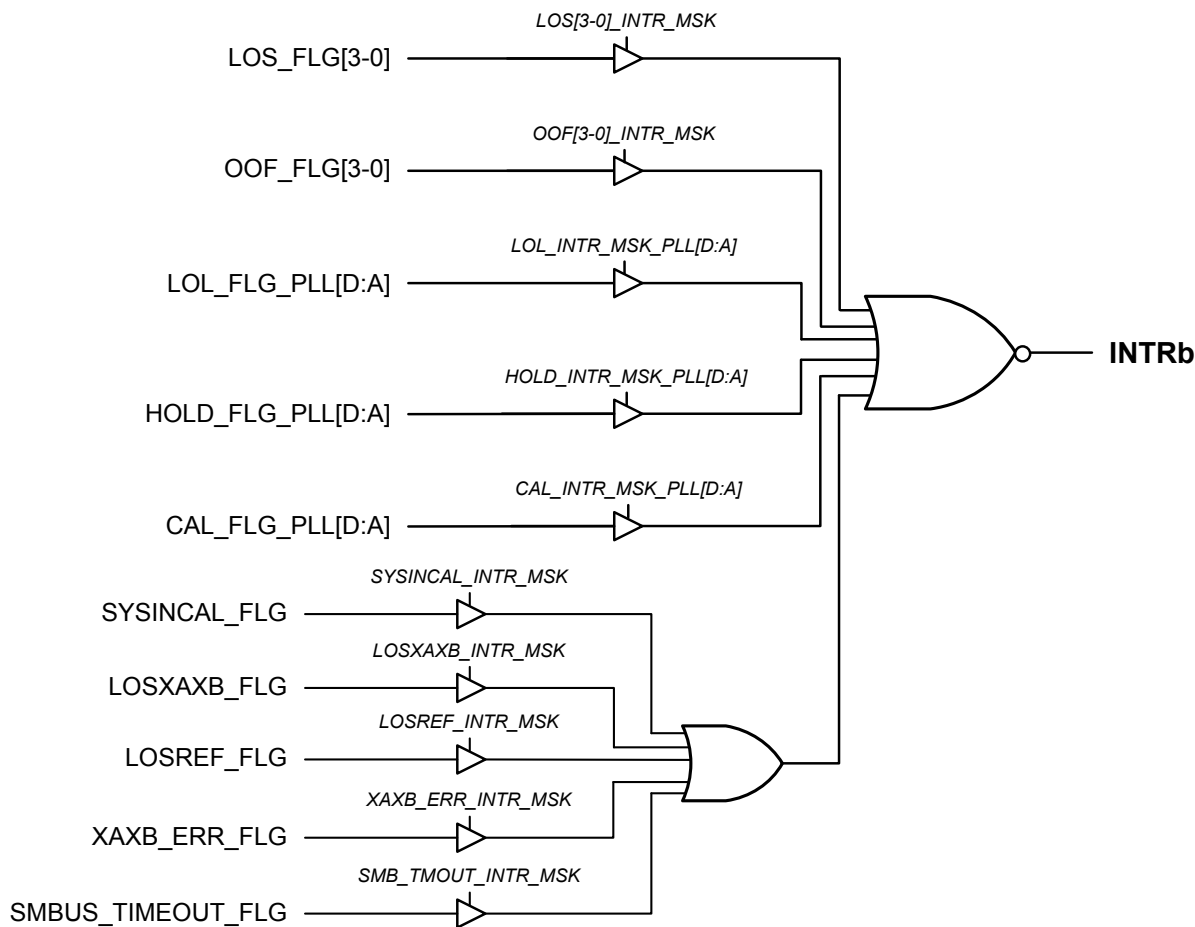 LOS[3-0]_INTR_MSK
LOS_FLG[3-0]
OOF[3-0]_INTR_MSK
OOF_FLG[3-0]
LOL_INTR_MSK_PLL[D:A]
LOL_FLG_PLL[D:A]
INTRb
HOLD_INTR_MSK_PLL[D:A]
HOLD_FLG_PLL[D:A]
CAL_INTR_MSK_PLL[D:A]
CAL_FLG_PLL[D:A]
SYSINCAL_INTR_MSK
SYSINCAL_FLG
LOSXAXB_INTR_MSK
LOSXAXB_FLG
LOSREF_INTR_MSK
LOSREF_FLG
XAXB_ERR_INTR_MSK
XAXB_ERR_FLG
SMB_TMOUT_INTR_MSK
SMBUS_TIMEOUT_FLG